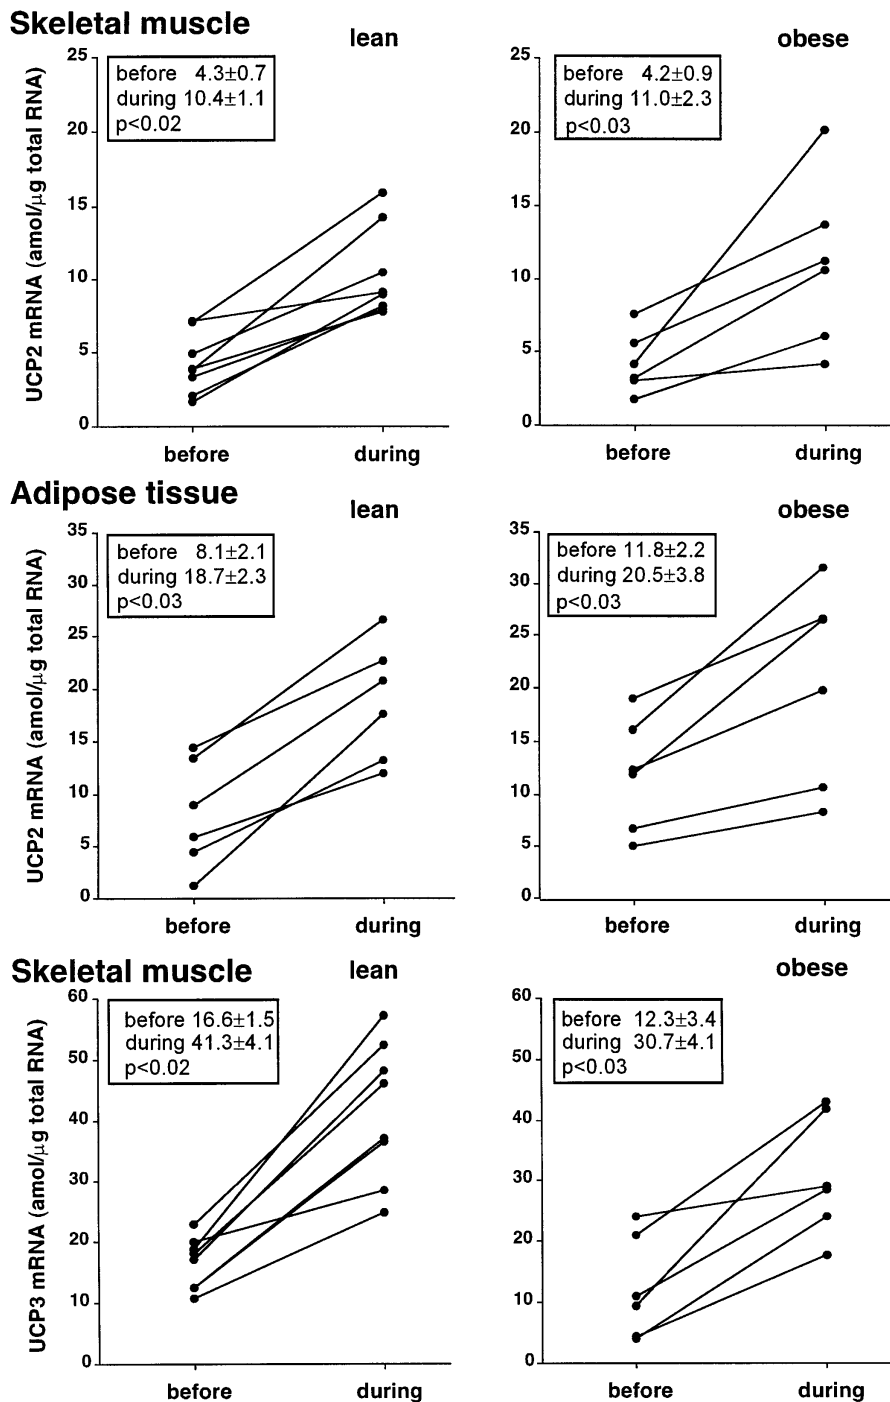 Skeletal muscle
lean
obese
UCP2 mRNA (amol/µg total RNA)
25
20
15
10
5
0
before 4.3±0.7
during 10.4±1.1
p<0.02
before
during
25
20
15
10
5
0
before 4.2±0.9
during 11.0±2.3
p<0.03
before
during
Adipose tissue
lean
obese
UCP2 mRNA (amol/µg total RNA)
35
30
25
20
15
10
5
0
before 8.1±2.1
during 18.7±2.3
p<0.03
before
during
35
30
25
20
15
10
5
0
before 11.8±2.2
during 20.5±3.8
p<0.03
before
during
Skeletal muscle
lean
obese
UCP3 mRNA (amol/µg total RNA)
60
50
40
30
20
10
0
before 16.6±1.5
during 41.3±4.1
p<0.02
before
during
60
50
40
30
20
10
0
before 12.3±3.4
during 30.7±4.1
p<0.03
before
during